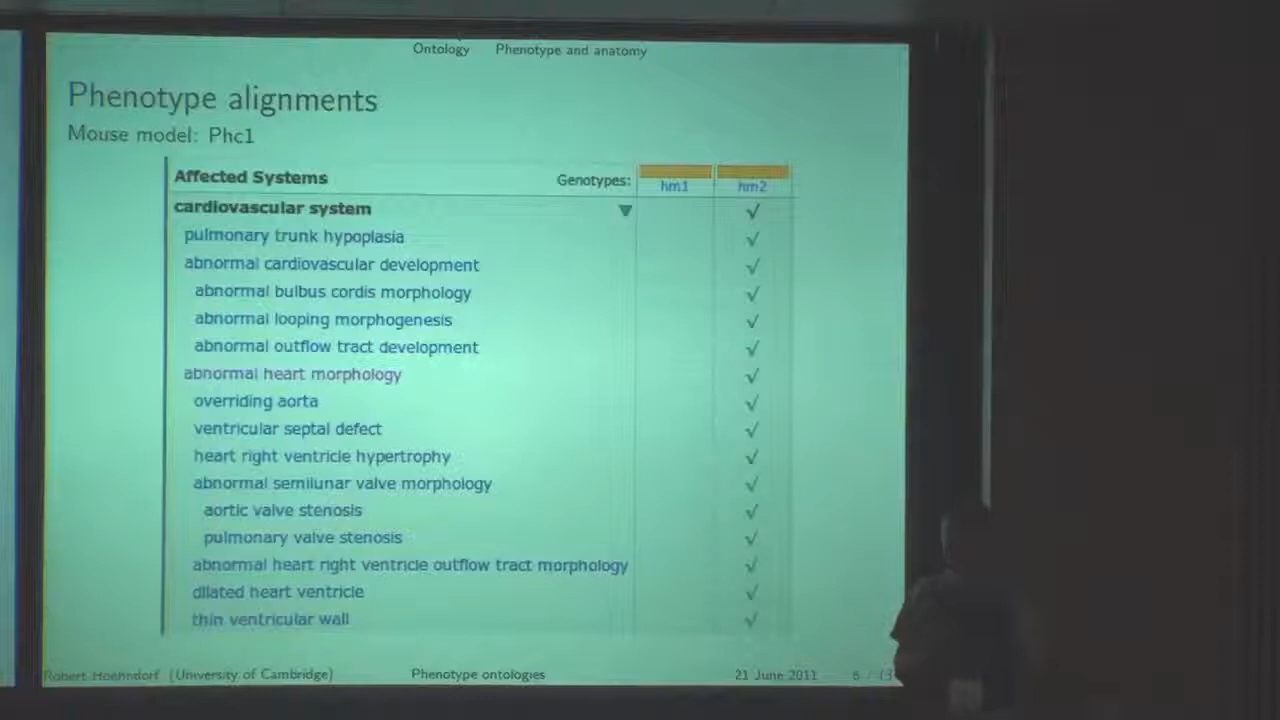 Ontology Phenotype and anatomy
Phenotype alignments
Mouse model: Phc1
Affected Systems Genotypes: hm1 hm2
cardiovascular system ▼ √
pulmonary trunk hypoplasia √
abnormal cardiovascular development √
abnormal bulbus cordis morphology √
abnormal looping morphogenesis √
abnormal outflow tract development √
abnormal heart morphology √
overriding aorta √
ventricular septal defect √
heart right ventricle hypertrophy √
abnormal semilunar valve morphology √
aortic valve stenosis √
pulmonary valve stenosis √
abnormal heart right ventricle outflow tract morphology √
dilated heart ventricle √
thin ventricular wall √
Robert Hoehndorf (University of Cambridge) Phenotype ontologies 21 June 2011 6 / 13